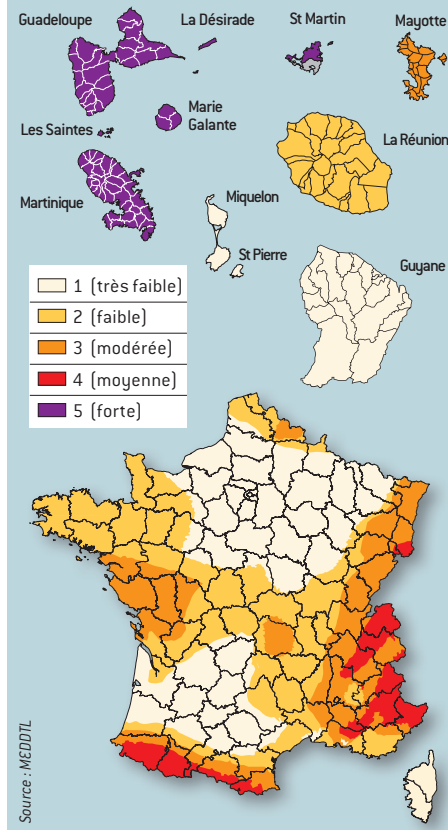 Guadeloupe
La Désirade
St Martin
Mayotte
Marie
Galante
Les Saintes
La Réunion
Martinique
Miquelon
St Pierre
Guyane
1 (très faible)
2 (faible)
3 (modérée)
4 (moyenne)
5 (forte)
Source : MEDDTL